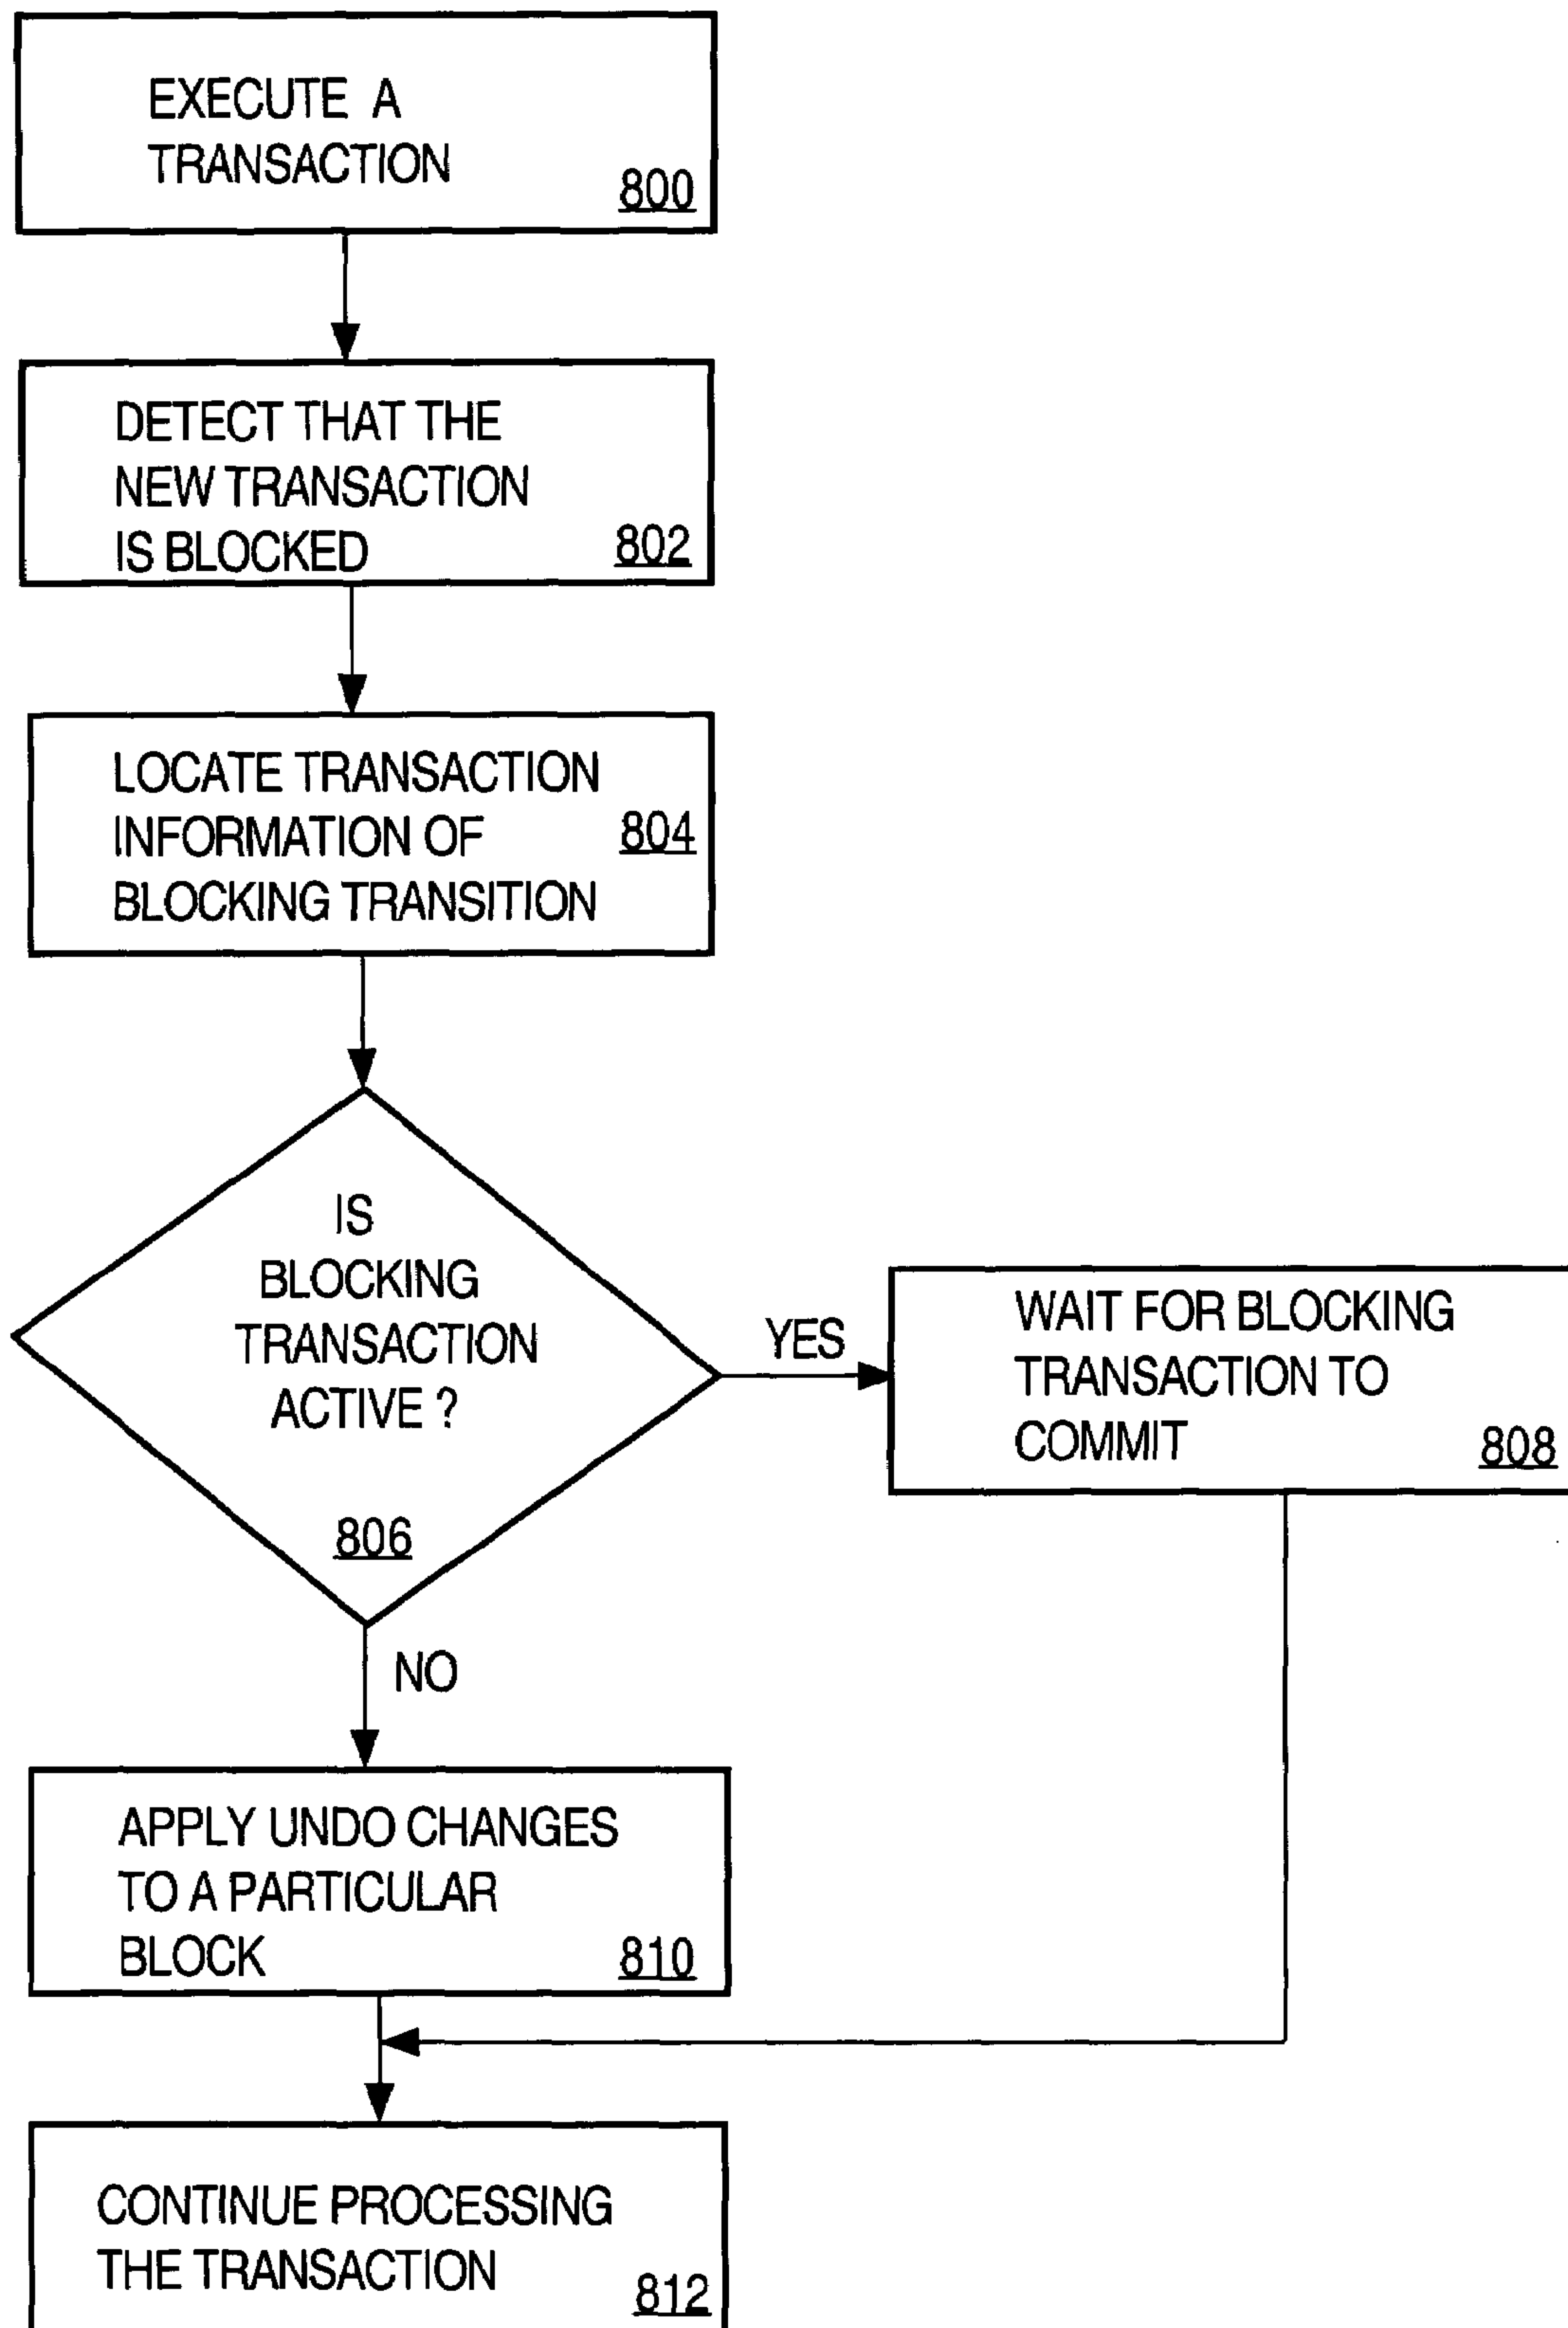 EXECUTE A
TRANSACTION
800
DETECT THAT THE
NEW TRANSACTION
IS BLOCKED
802
LOCATE TRANSACTION
INFORMATION OF
804
BLOCKING TRANSITION
IS
BLOCKING
TRANSACTION
ACTIVE ?
806
YES
WAIT FOR BLOCKING
TRANSACTION TO
COMMIT
808
NO
APPLY UNDO CHANGES
TO A PARTICULAR
BLOCK
810
CONTINUE PROCESSING
THE TRANSACTION
812